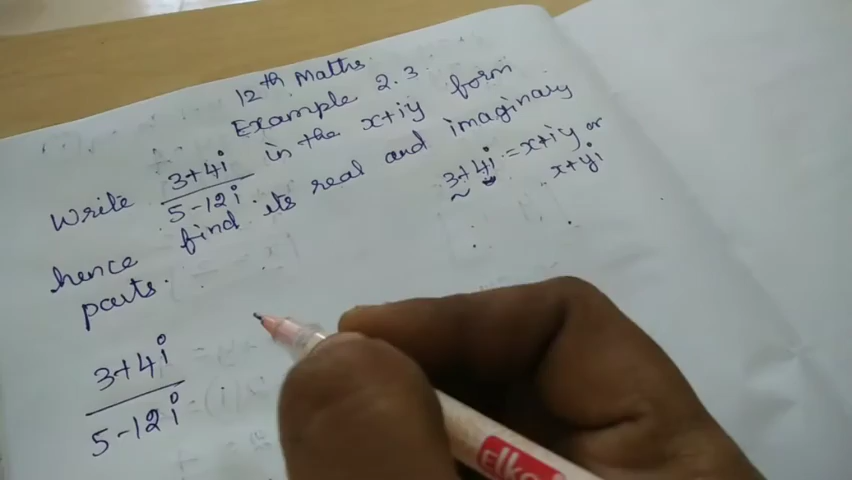 12th Maths
Example 2.3
Write 3+4i / 5-12i in the x+iy form
hence find its real and imaginary
parts.
3+4i = x+iy or
x+yi
3+4i
5-12i
elko